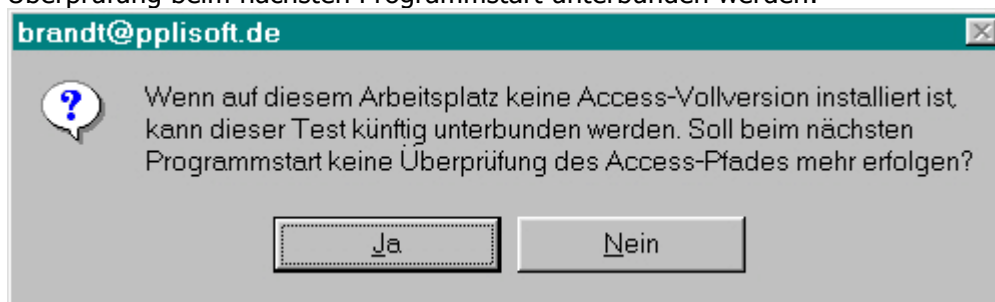 Überprüfung beim nächsten Programmstart unterbunden werden.
brandt@pplisoft.de
Wenn auf diesem Arbeitsplatz keine Access-Vollversion installiert ist,
kann dieser Test künftig unterbunden werden. Soll beim nächsten
Programmstart keine Überprüfung des Access-Pfades mehr erfolgen?
Ja
Nein